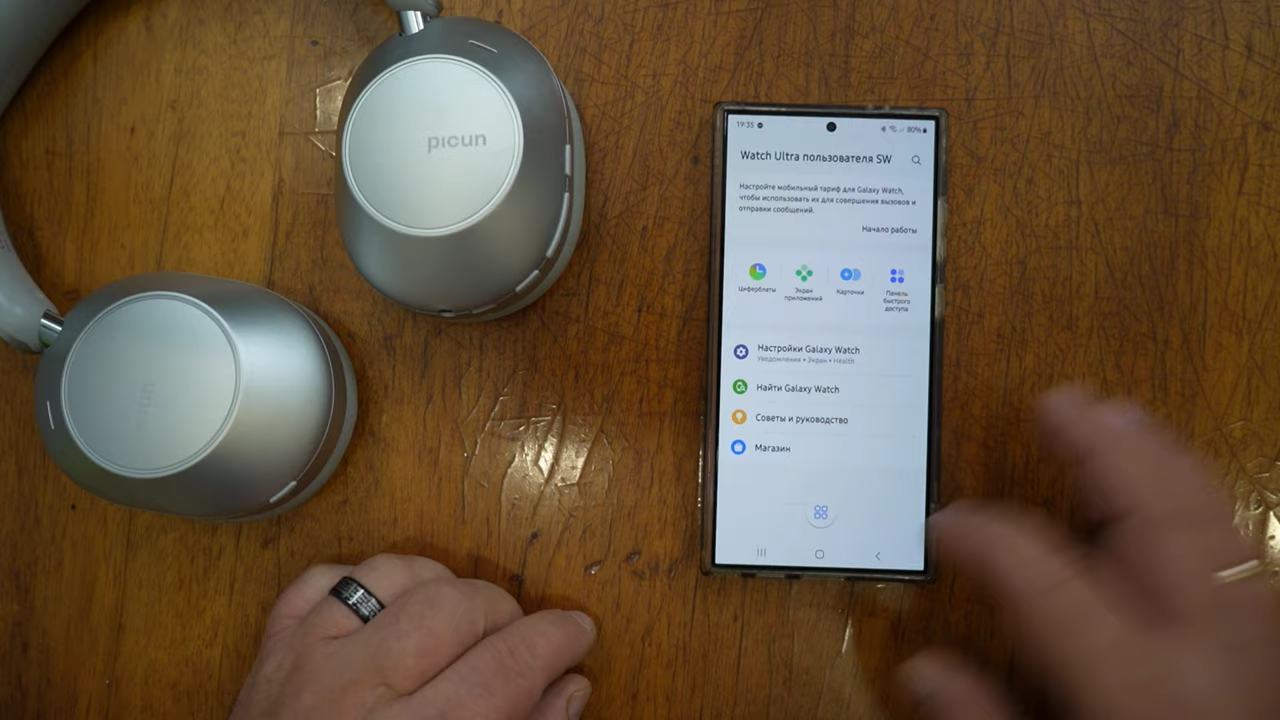 picun
19:35
80%
Watch Ultra пользователя SW
Настройте мобильный тариф для Galaxy Watch,
чтобы использовать их для совершения вызовов и
отправки сообщений.
Начало работы
Циферблаты
Экран
приложений
Карточки
Панель
быстрого
доступа
Настройки Galaxy Watch
Уведомления • Экран • Health
Найти Galaxy Watch
Советы и руководство
Магазин